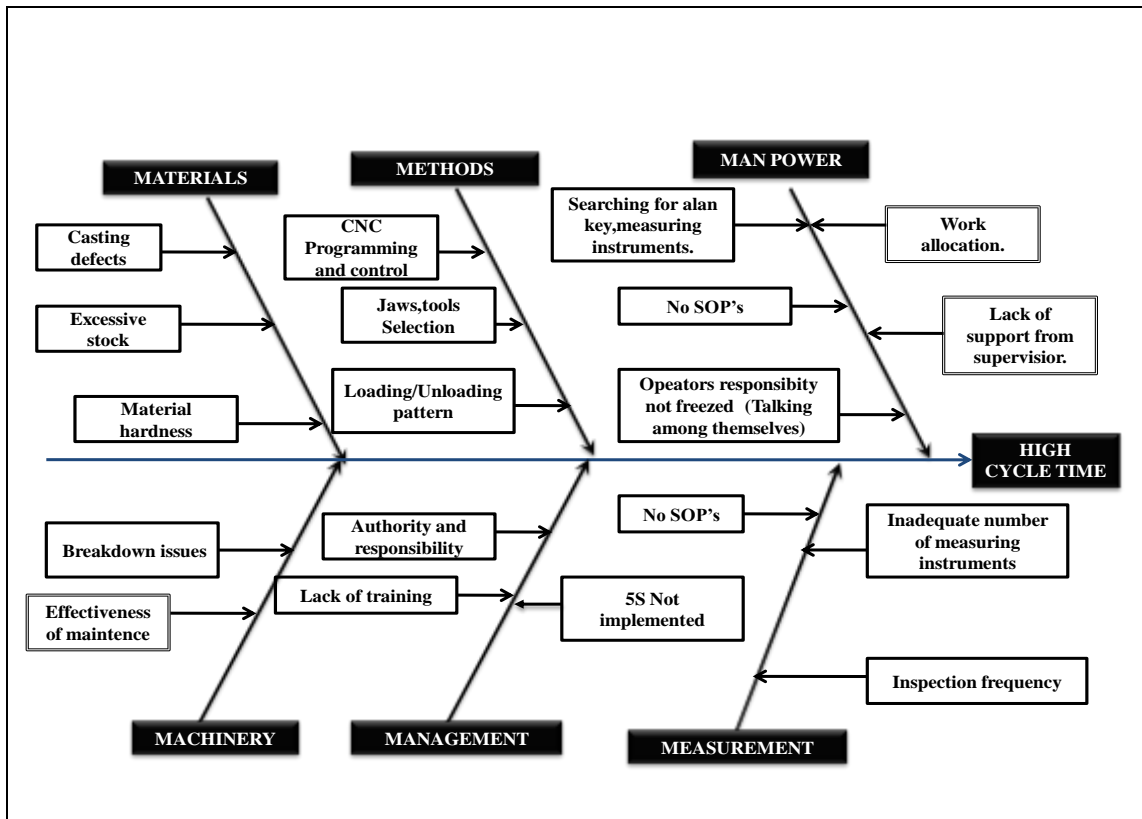 MATERIALS
METHODS
MAN POWER
Casting
defects
Excessive
stock
Material
hardness
CNC
Programming
and control
Jaws,tools
Selection
Loading/Unloading
pattern
Searching for alan
key,measuring
instruments.
Work
allocation.
No SOP’s
Lack of
support from
supervisior.
Opeators responsibity
not freezed (Talking
among themselves)
HIGH
CYCLE TIME
Breakdown issues
Effectiveness
of maintence
Authority and
responsibility
Lack of training
5S Not
implemented
No SOP’s
Inadequate number
of measuring
instruments
Inspection frequency
MACHINERY
MANAGEMENT
MEASUREMENT